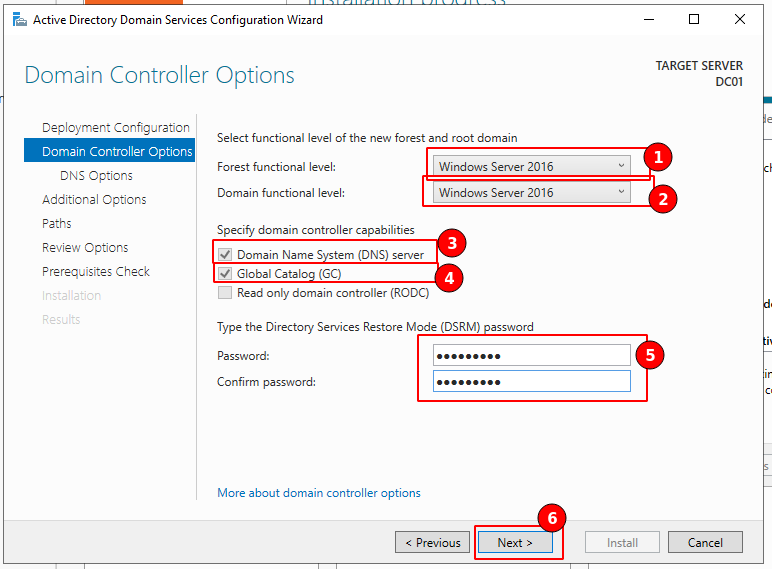 Installation progress
Active Directory Domain Services Configuration Wizard
Domain Controller Options
TARGET SERVER
DC01
Deployment Configuration
Domain Controller Options
DNS Options
Additional Options
Paths
Review Options
Prerequisites Check
Installation
Results
Select functional level of the new forest and root domain
Forest functional level: Windows Server 2016 1
Domain functional level: Windows Server 2016 2
Specify domain controller capabilities
Domain Name System (DNS) server 3
Global Catalog (GC) 4
Read only domain controller (RODC)
Type the Directory Services Restore Mode (DSRM) password
Password: ●●●●●●●●● 5
Confirm password: ●●●●●●●●●
More about domain controller options
6
< Previous Next > Install Cancel